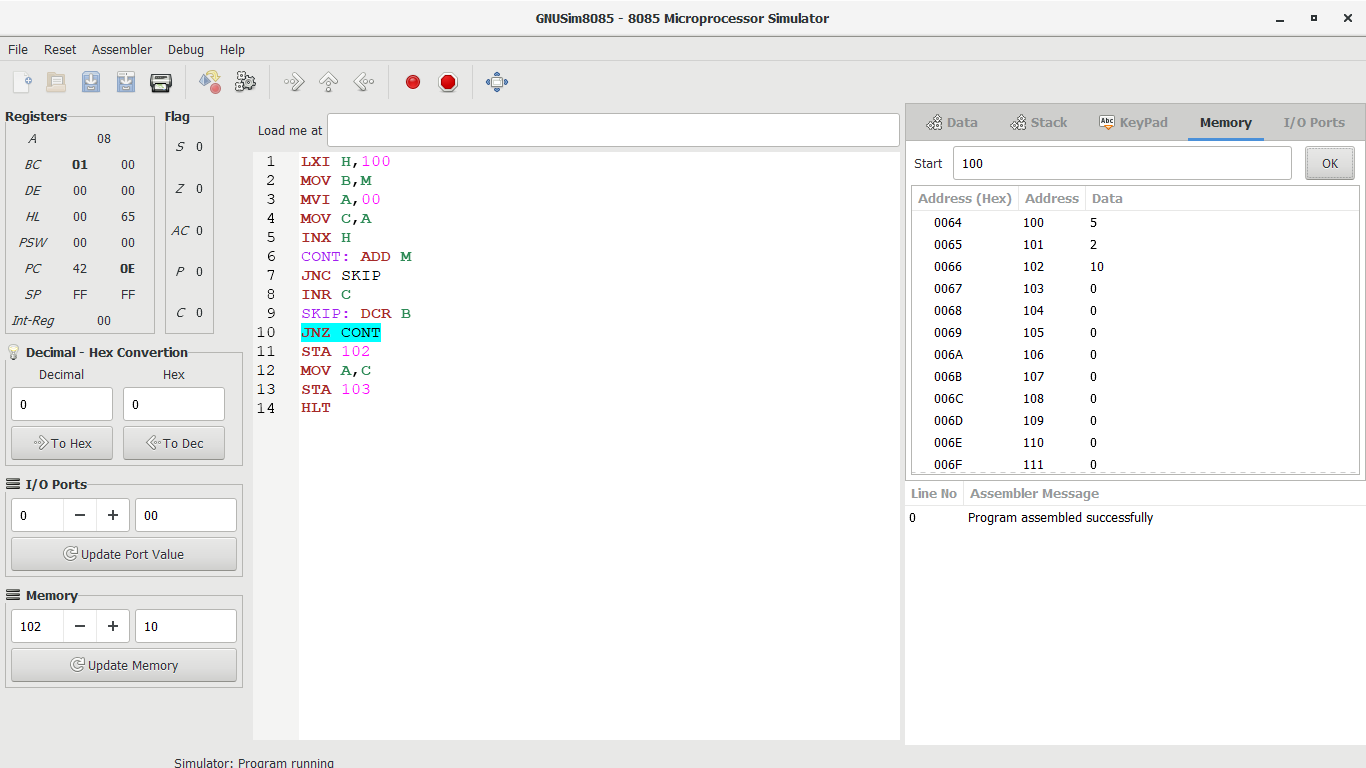 GNUSim8085 - 8085 Microprocessor Simulator
File Reset Assembler Debug Help
Registers
A 08
BC 01 00
DE 00 00
HL 00 65
PSW 00 00
PC 42 0E
SP FF FF
Int-Reg 00
Flag
S 0
Z 0
AC 0
P 0
C 0
Decimal - Hex Convertion
Decimal Hex
0 0
To Hex To Dec
I/O Ports
0 − + 00
Update Port Value
Memory
102 − + 10
Update Memory
Load me at
1 LXI H,100
2 MOV B,M
3 MVI A,00
4 MOV C,A
5 INX H
6 CONT: ADD M
7 JNC SKIP
8 INR C
9 SKIP: DCR B
10 JNZ CONT
11 STA 102
12 MOV A,C
13 STA 103
14 HLT
Data Stack Abc KeyPad Memory I/O Ports
Start 100 OK
Address (Hex) Address Data
0064 100 5
0065 101 2
0066 102 10
0067 103 0
0068 104 0
0069 105 0
006A 106 0
006B 107 0
006C 108 0
006D 109 0
006E 110 0
006F 111 0
Line No Assembler Message
0 Program assembled successfully
Simulator: Program running